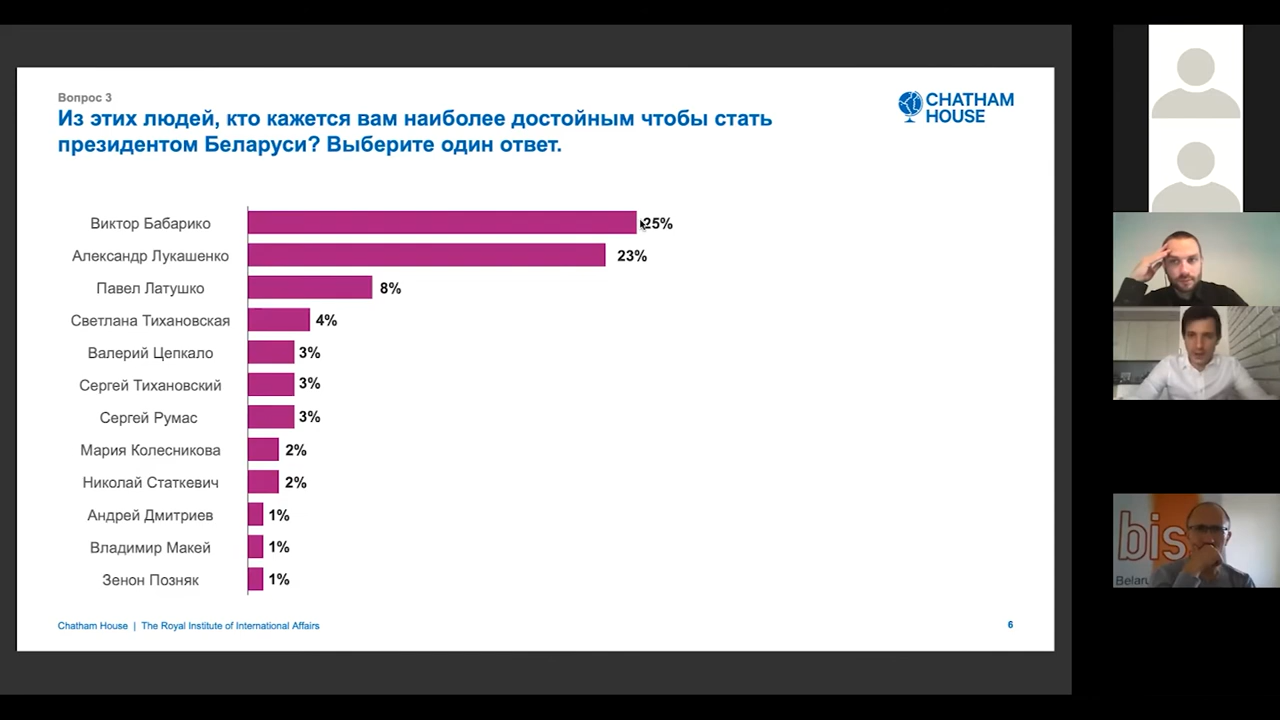 Вопрос 3
Из этих людей, кто кажется вам наиболее достойным чтобы стать
президентом Беларуси? Выберите один ответ.
CHATHAM
HOUSE
Виктор Бабарико 25%
Александр Лукашенко 23%
Павел Латушко 8%
Светлана Тихановская 4%
Валерий Цепкало 3%
Сергей Тихановский 3%
Сергей Румас 3%
Мария Колесникова 2%
Николай Статкевич 2%
Андрей Дмитриев 1%
Владимир Макей 1%
Зенон Позняк 1%
Chatham House | The Royal Institute of International Affairs
6
bis